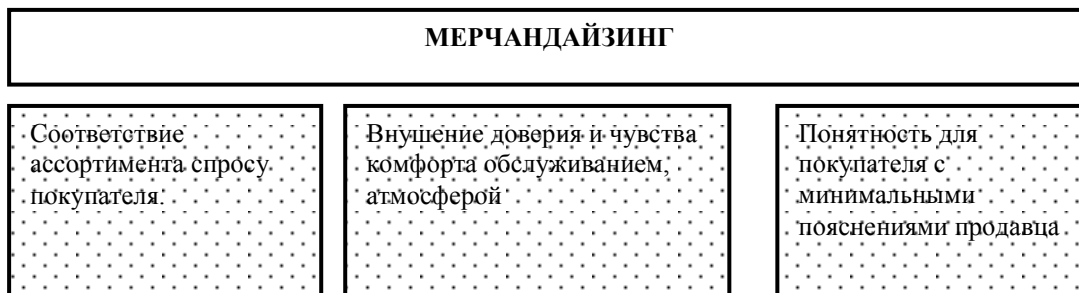 МЕРЧАНДАЙЗИНГ
Соответствие
ассортимента спросу
покупателя.
Внушение доверия и чувства
комфорта обслуживанием,
атмосферой
Понятность для
покупателя с
минимальными
пояснениями продавца